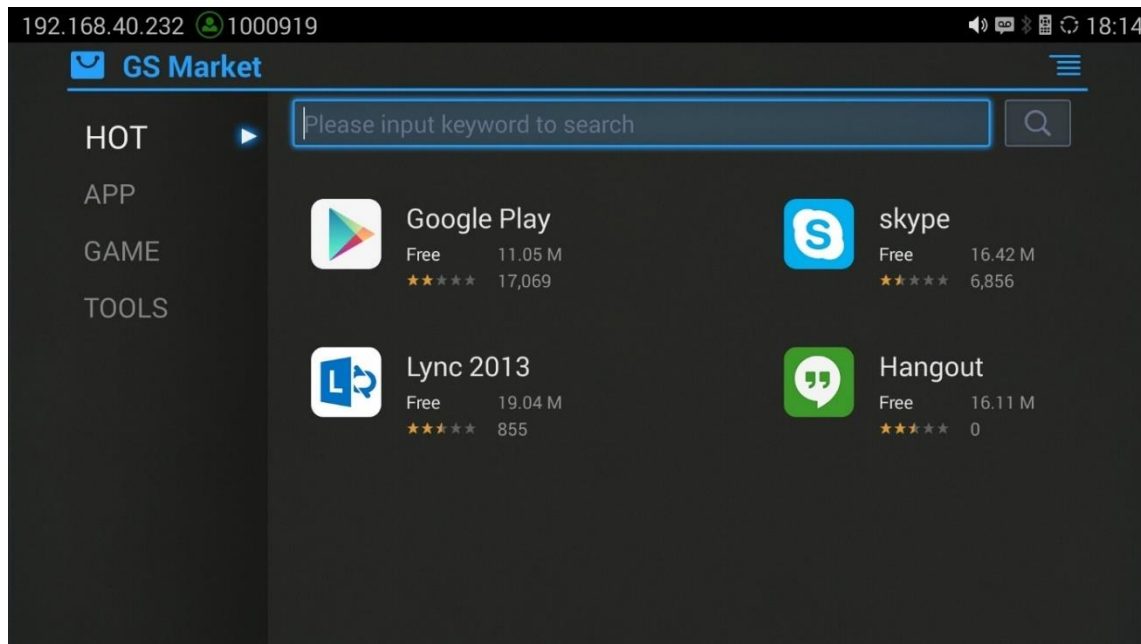 192.168.40.232 1000919 18:14
GS Market
HOT
APP
GAME
TOOLS
Please input keyword to search
Google Play
Free 11.05 M
17,069
skype
Free 16.42 M
6,856
Lync 2013
Free 19.04 M
855
Hangout
Free 16.11 M
0